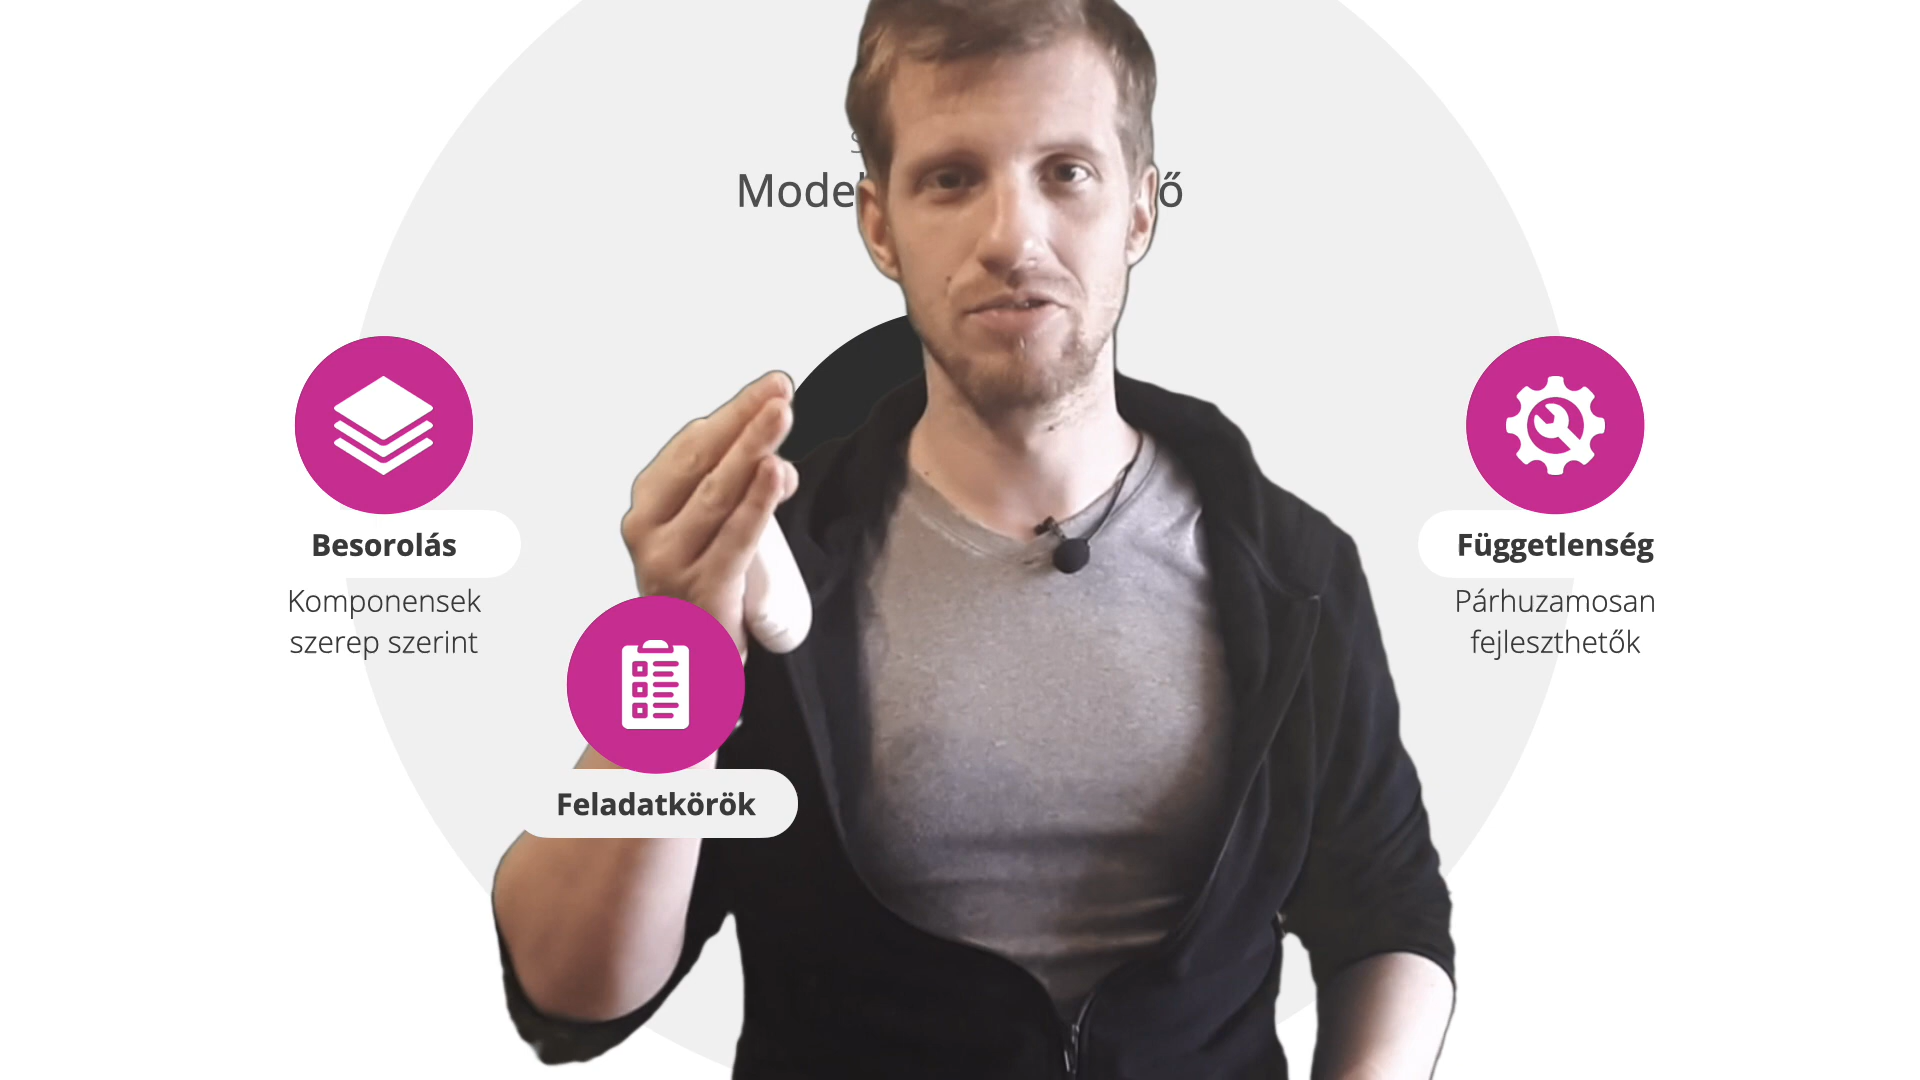 Besorolás
Komponensek
szerep szerint
Feladatkörök
Függetlenség
Párhuzamosan
fejleszthetők